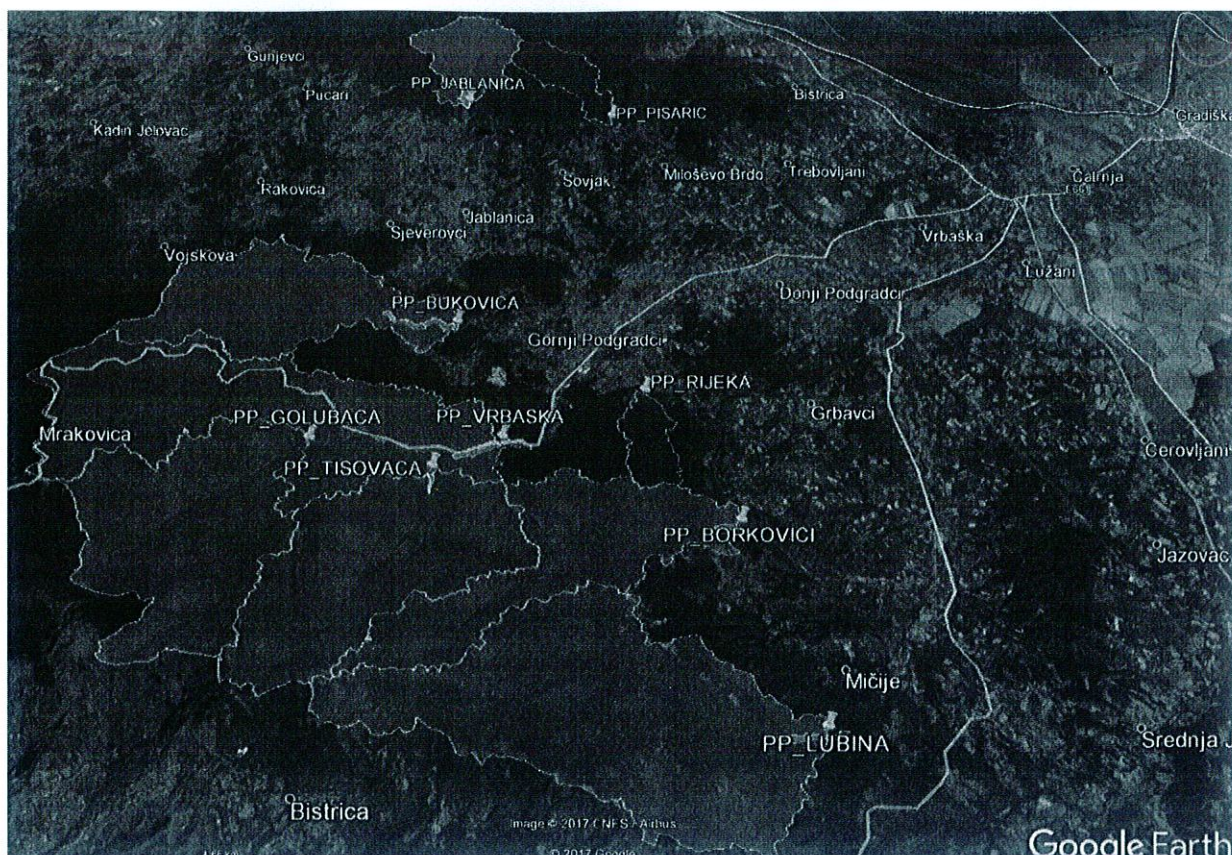 Gunjevci
PP_JABLANICA
Pucari
PP_PISARIC
Bistrica
Gradiška
Kadin Jelovac
Rakovica
Sovjak
Miloševo Brdo
Trebovljani
Čatrnja
Jablanica
Sjeverovci
Vrbaška
Vojskova
Lužani
PP_BUKOVICA
Donji Podgradci
Gornji Podgradci
PP_RIJEKA
Grbavci
PP_GOLUBACA
PP_VRBASKA
Mrakovica
Cerovljani
PP_TISOVACA
PP_BORKOVICI
Jazovac
Mičije
PP_LUBINA
Srednja J
Bistrica
Image © 2017 CNES / Airbus
© 2017 Google
Google Earth